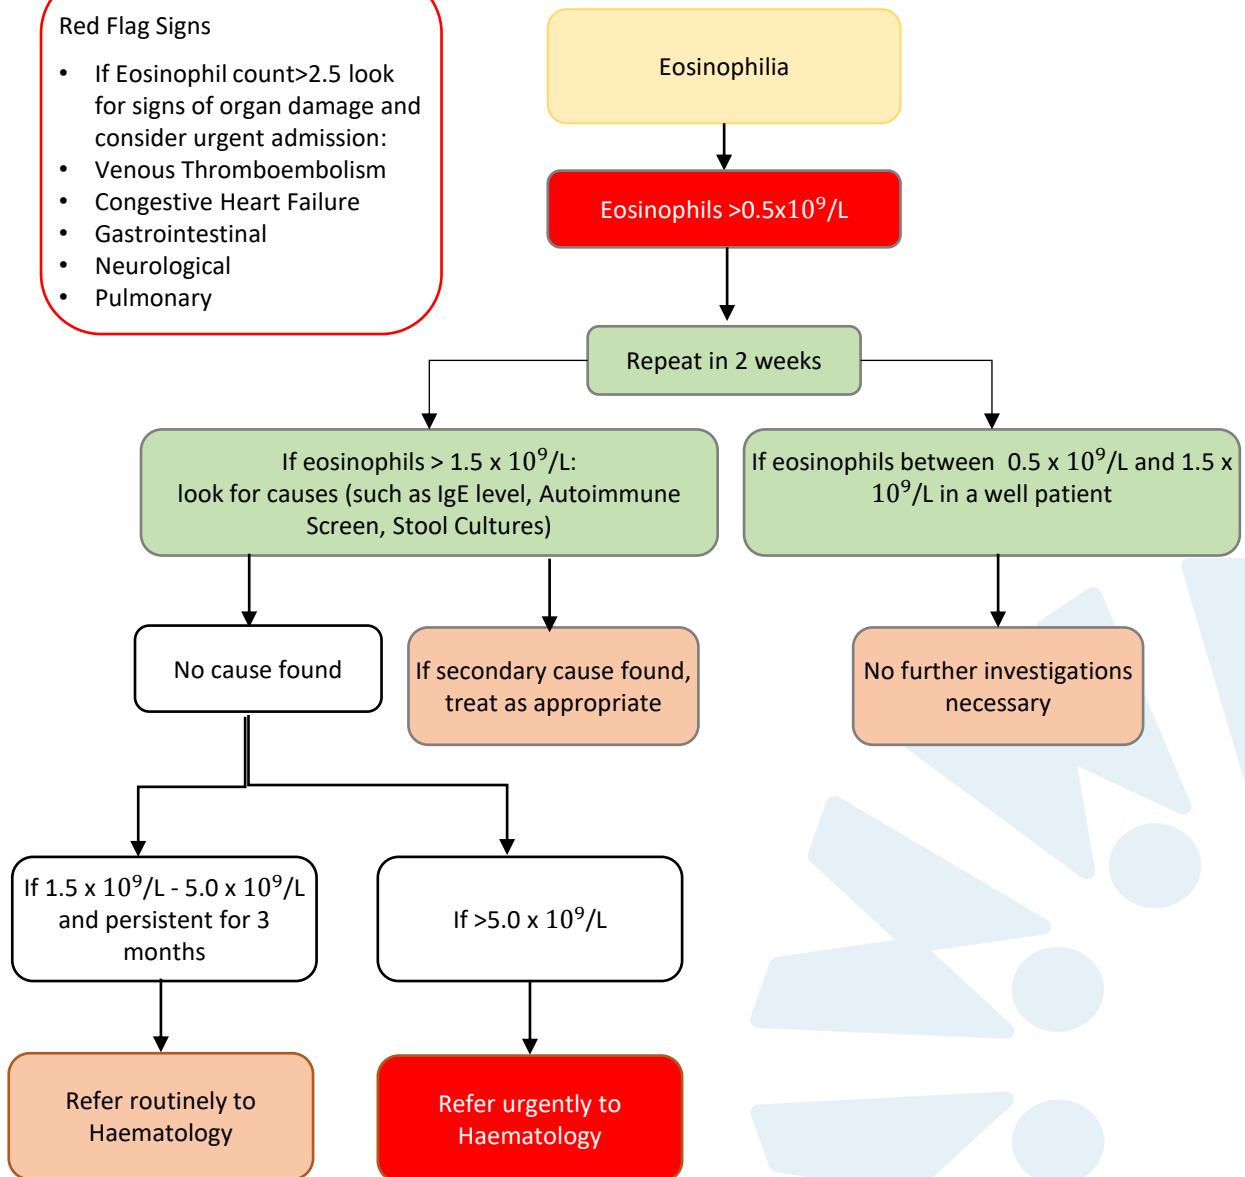 Red Flag Signs
• If Eosinophil count>2.5 look
for signs of organ damage and
consider urgent admission:
• Venous Thromboembolism
• Congestive Heart Failure
• Gastrointestinal
• Neurological
• Pulmonary
Eosinophilia
Eosinophils >0.5x10⁹/L
Repeat in 2 weeks
If eosinophils > 1.5 x 10⁹/L:
look for causes (such as IgE level, Autoimmune
Screen, Stool Cultures)
If eosinophils between 0.5 x 10⁹/L and 1.5 x
10⁹/L in a well patient
No cause found
If secondary cause found,
treat as appropriate
No further investigations
necessary
If 1.5 x 10⁹/L - 5.0 x 10⁹/L
and persistent for 3
months
If >5.0 x 10⁹/L
Refer routinely to
Haematology
Refer urgently to
Haematology